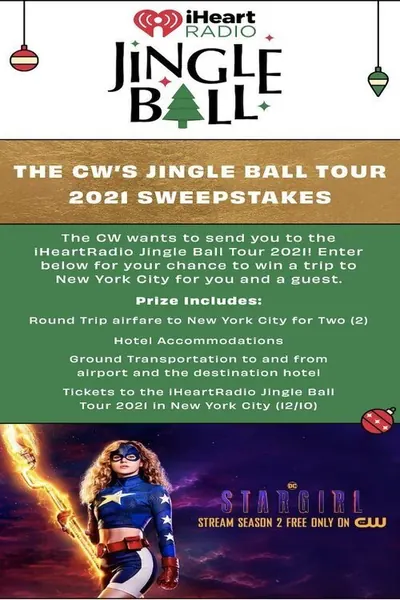 iHeart
RADIO
JiNGLE
BALL
THE CW'S JINGLE BALL TOUR
2021 SWEEPSTAKES
The CW wants to send you to the
iHeartRadio Jingle Ball Tour 2021! Enter
below for your chance to win a trip to
New York City for you and a guest.
Prize Includes:
Round Trip airfare to New York City for Two (2)
Hotel Accommodations
Ground Transportation to and from
airport and the destination hotel
Tickets to the iHeartRadio Jingle Ball
Tour 2021 in New York City (12/10)
DC
STARGIRL
STREAM SEASON 2 FREE ONLY ON CW